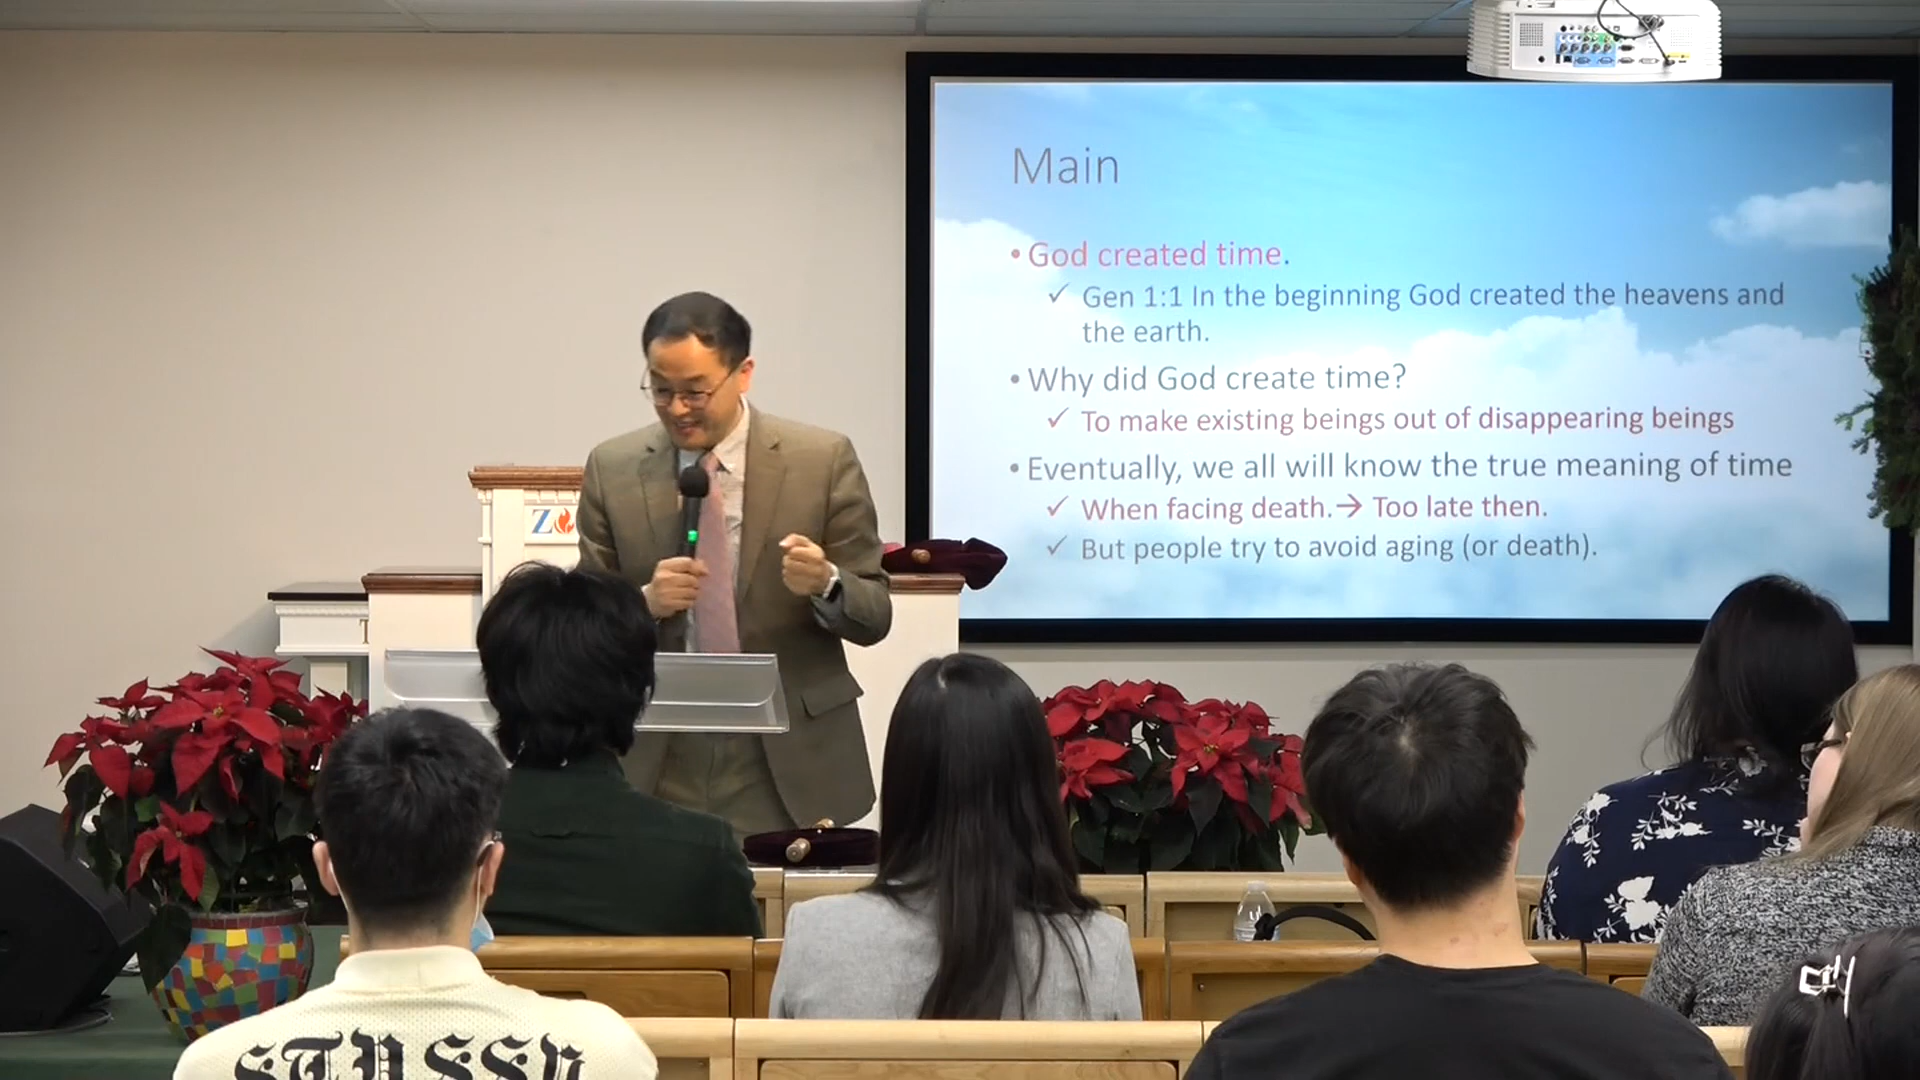 Main
• God created time.
✓ Gen 1:1 In the beginning God created the heavens and
the earth.
• Why did God create time?
✓ To make existing beings out of disappearing beings
• Eventually, we all will know the true meaning of time
✓ When facing death.→ Too late then.
✓ But people try to avoid aging (or death).
Z
STUSSY